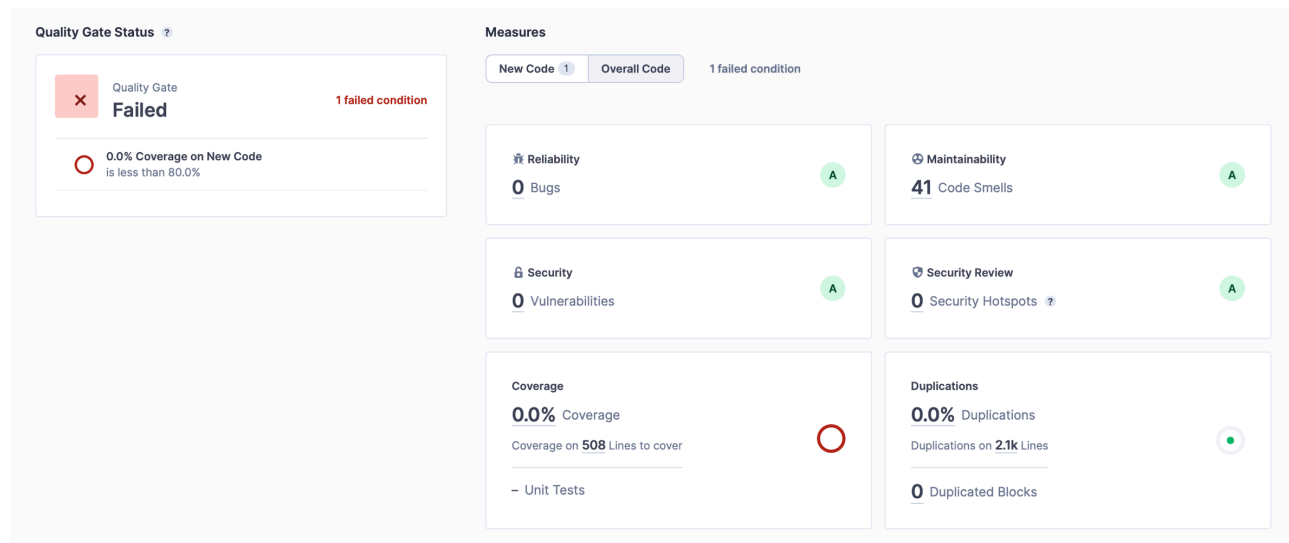 Quality Gate Status ?
Quality Gate
Failed
1 failed condition
0.0% Coverage on New Code
is less than 80.0%
Measures
New Code 1 Overall Code 1 failed condition
Reliability
0 Bugs
A
Maintainability
41 Code Smells
A
Security
0 Vulnerabilities
A
Security Review
0 Security Hotspots ?
A
Coverage
0.0% Coverage
Coverage on 508 Lines to cover
– Unit Tests
Duplications
0.0% Duplications
Duplications on 2.1k Lines
0 Duplicated Blocks